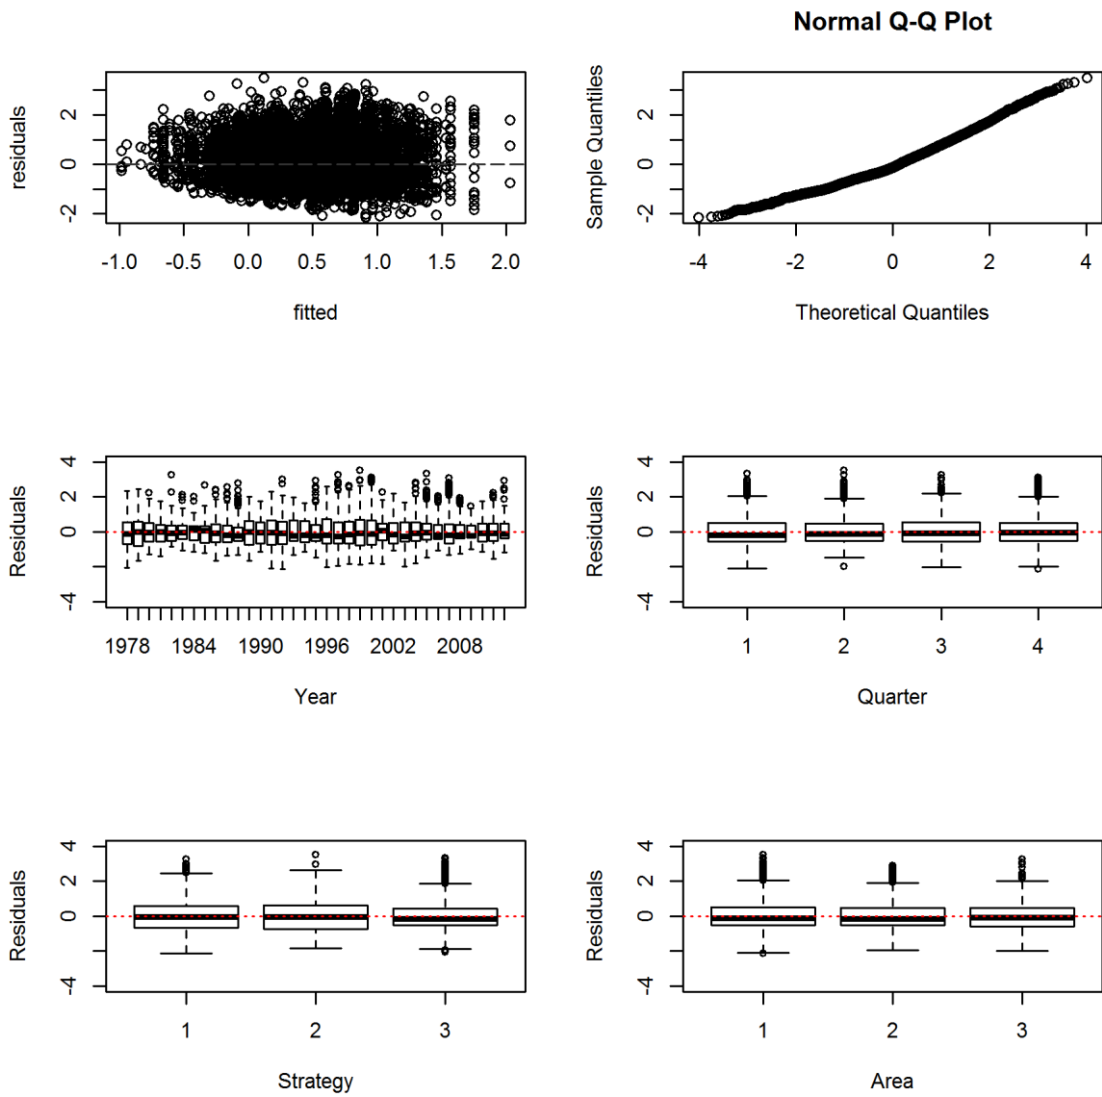 Normal Q-Q Plot
residuals
2
0
-2
-1.0 -0.5 0.0 0.5 1.0 1.5 2.0
fitted
Sample Quantiles
2
0
-2
-4 -2 0 2 4
Theoretical Quantiles
Residuals
4
2
0
-4
1978 1984 1990 1996 2002 2008
Year
Residuals
4
2
0
-4
1 2 3 4
Quarter
Residuals
4
2
0
-4
1 2 3
Strategy
Residuals
4
2
0
-4
1 2 3
Area